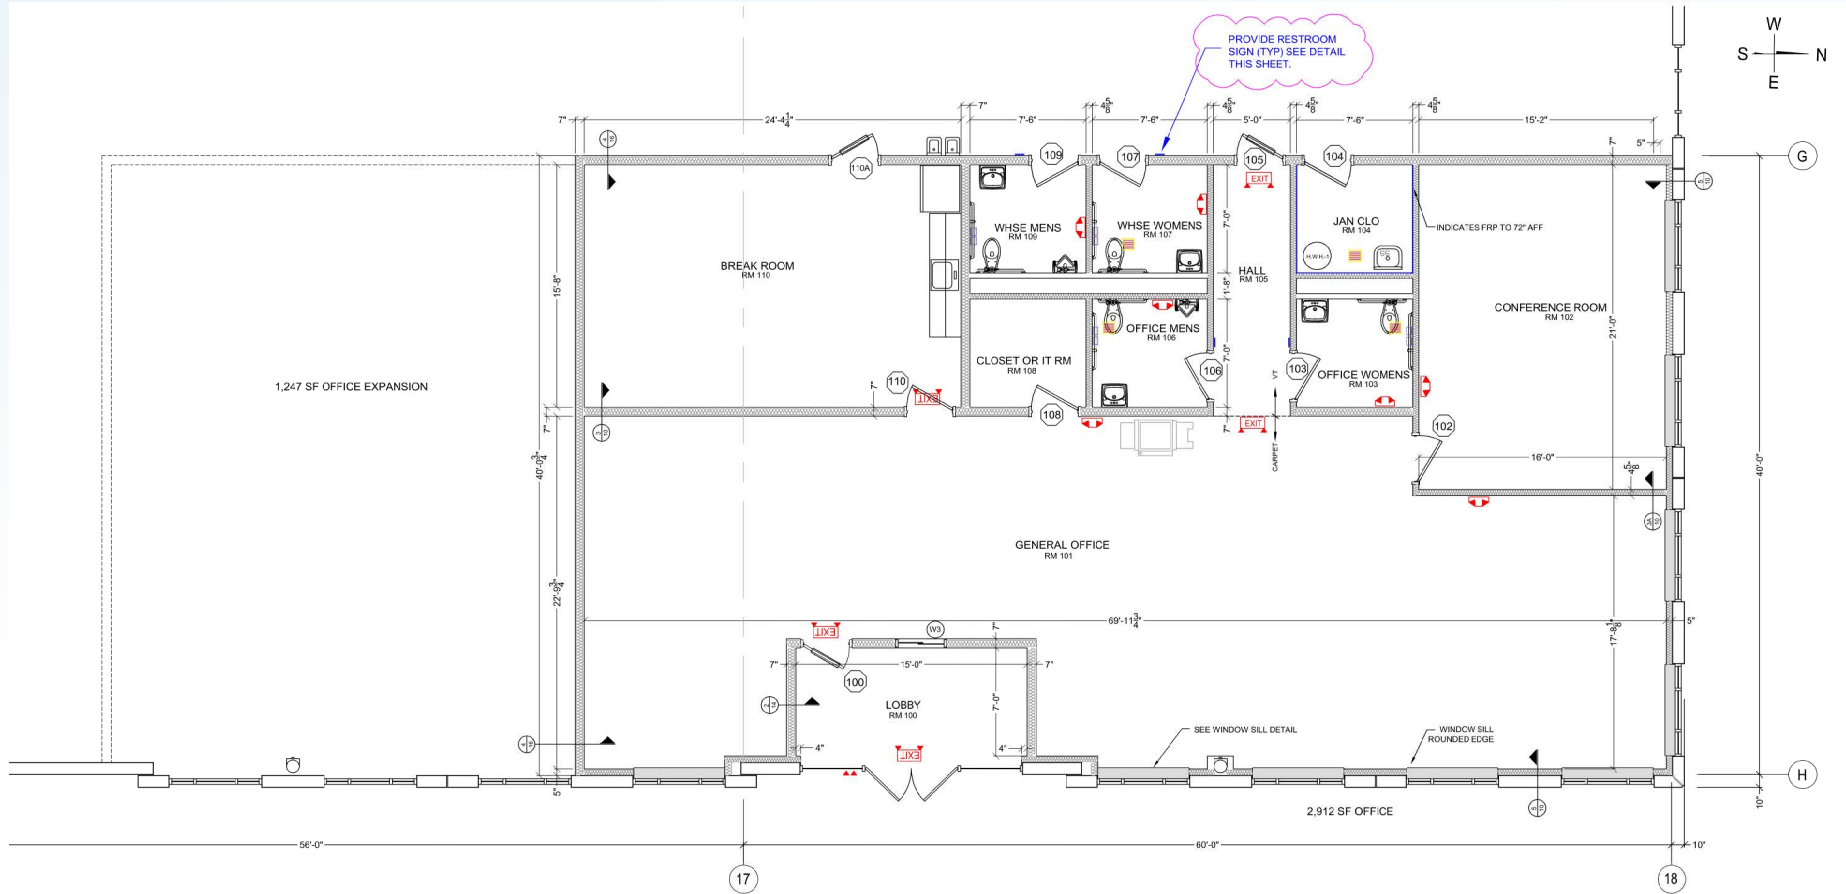 PROVIDE RESTROOM
SIGN (TYP) SEE DETAIL
THIS SHEET.
W
S
N
E
7"
24'-4 1/4"
7"
7'-6"
4 5/8"
7'-6"
4 5/8"
5'-0"
4 5/8"
7'-6"
4 5/8"
15'-2"
5"
7"
G
110A
109
107
105
104
EXIT
WHSE MENS
RM 109
WHSE WOMENS
RM 107
7'-0"
JAN CLO
RM 104
INDICATES FRP TO 72" AFF
H.W.H.-1
BREAK ROOM
RM 110
HALL
RM 105
15'-8"
1'-8"
CONFERENCE ROOM
RM 102
OFFICE MENS
RM 106
21'-0"
CLOSET OR IT RM
RM 108
7'-0"
106
103
OFFICE WOMENS
RM 103
VT
1,247 SF OFFICE EXPANSION
110
EXIT
7"
108
EXIT
7"
7"
102
CARPET
16'-0"
4 5/8"
40'-0 3/4"
40'-0"
GENERAL OFFICE
RM 101
22'-9 3/4"
69'-11 3/4"
5"
17'-8 1/8"
EXIT
W3
7"
7"
15'-0"
7"
100
7'-0"
LOBBY
RM 100
SEE WINDOW SILL DETAIL
WINDOW SILL
ROUNDED EDGE
4"
EXIT
4"
H
5"
10"
2,912 SF OFFICE
56'-0"
60'-0"
10"
17
18